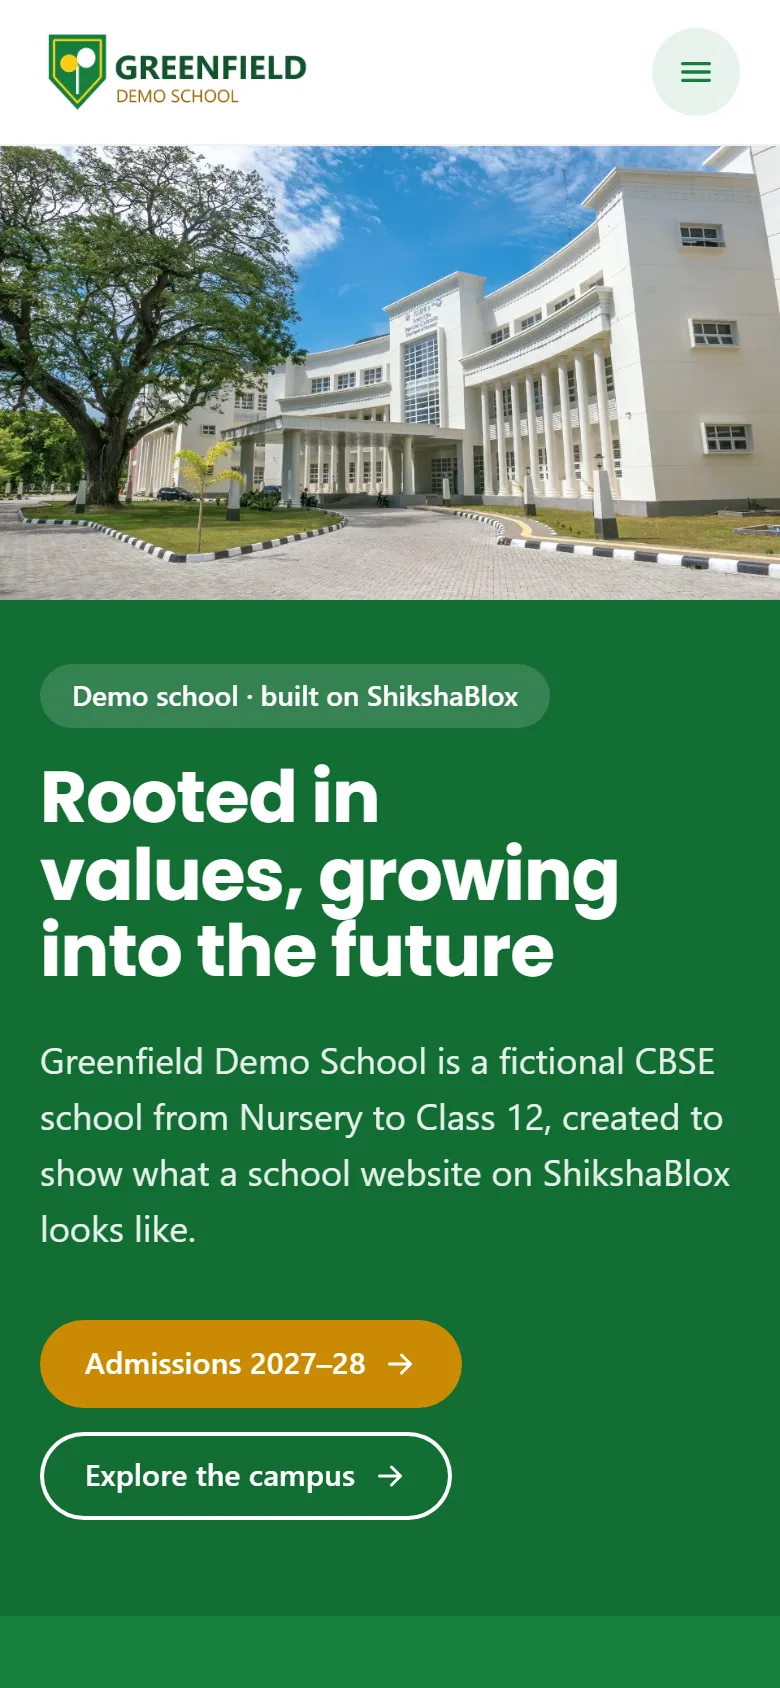 GREENFIELD
DEMO SCHOOL
Demo school · built on ShikshaBlox
Rooted in
values, growing
into the future
Greenfield Demo School is a fictional CBSE
school from Nursery to Class 12, created to
show what a school website on ShikshaBlox
looks like.
Admissions 2027–28 →
Explore the campus →